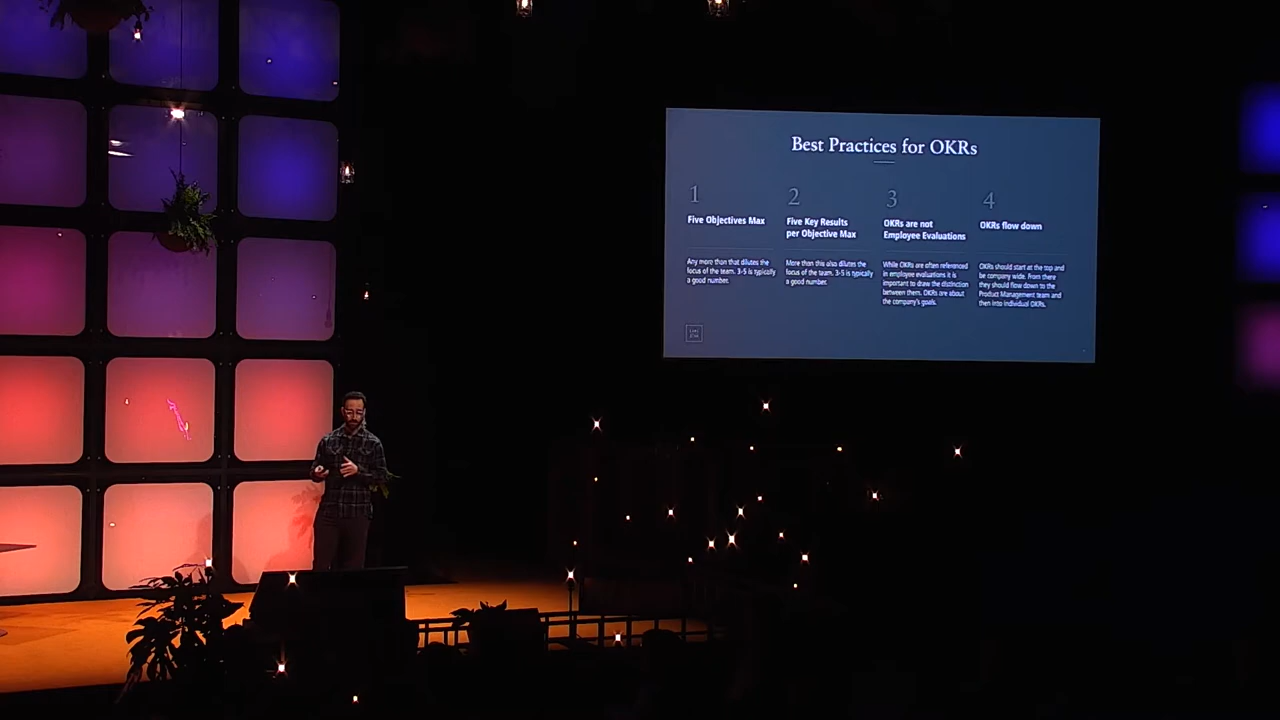 Best Practices for OKRs
1
Five Objectives Max
Any more than that dilutes the
focus of the team. 3-5 is typically
a good number.
2
Five Key Results
per Objective Max
More than this also dilutes the
focus of the team. 3-5 is typically
a good number.
3
OKRs are not
Employee Evaluations
While OKRs are often referenced
in employee evaluations it is
important to draw the distinction
between them. OKRs are about
the company's goals.
4
OKRs flow down
OKRs should start at the top and
be company wide. From there
they should flow down to the
Product Management team and
then into individual OKRs.